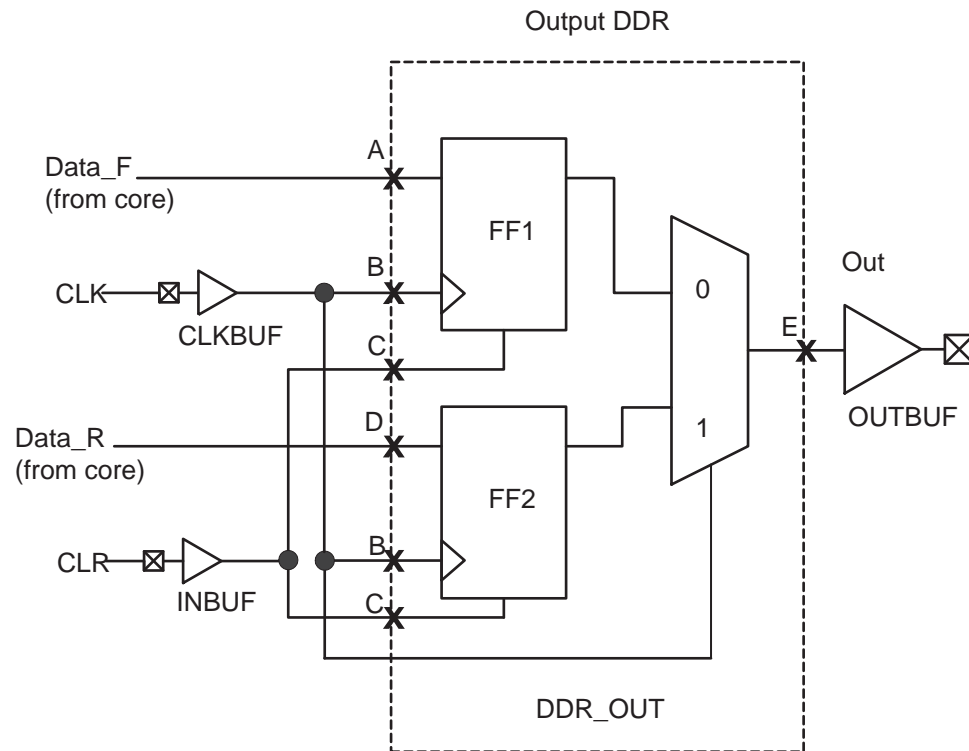 Output DDR
A
Data_F
(from core)
FF1
B
CLK
CLKBUF
C
0
Out
E
OUTBUF
D
Data_R
(from core)
1
FF2
B
CLR
INBUF
C
DDR_OUT